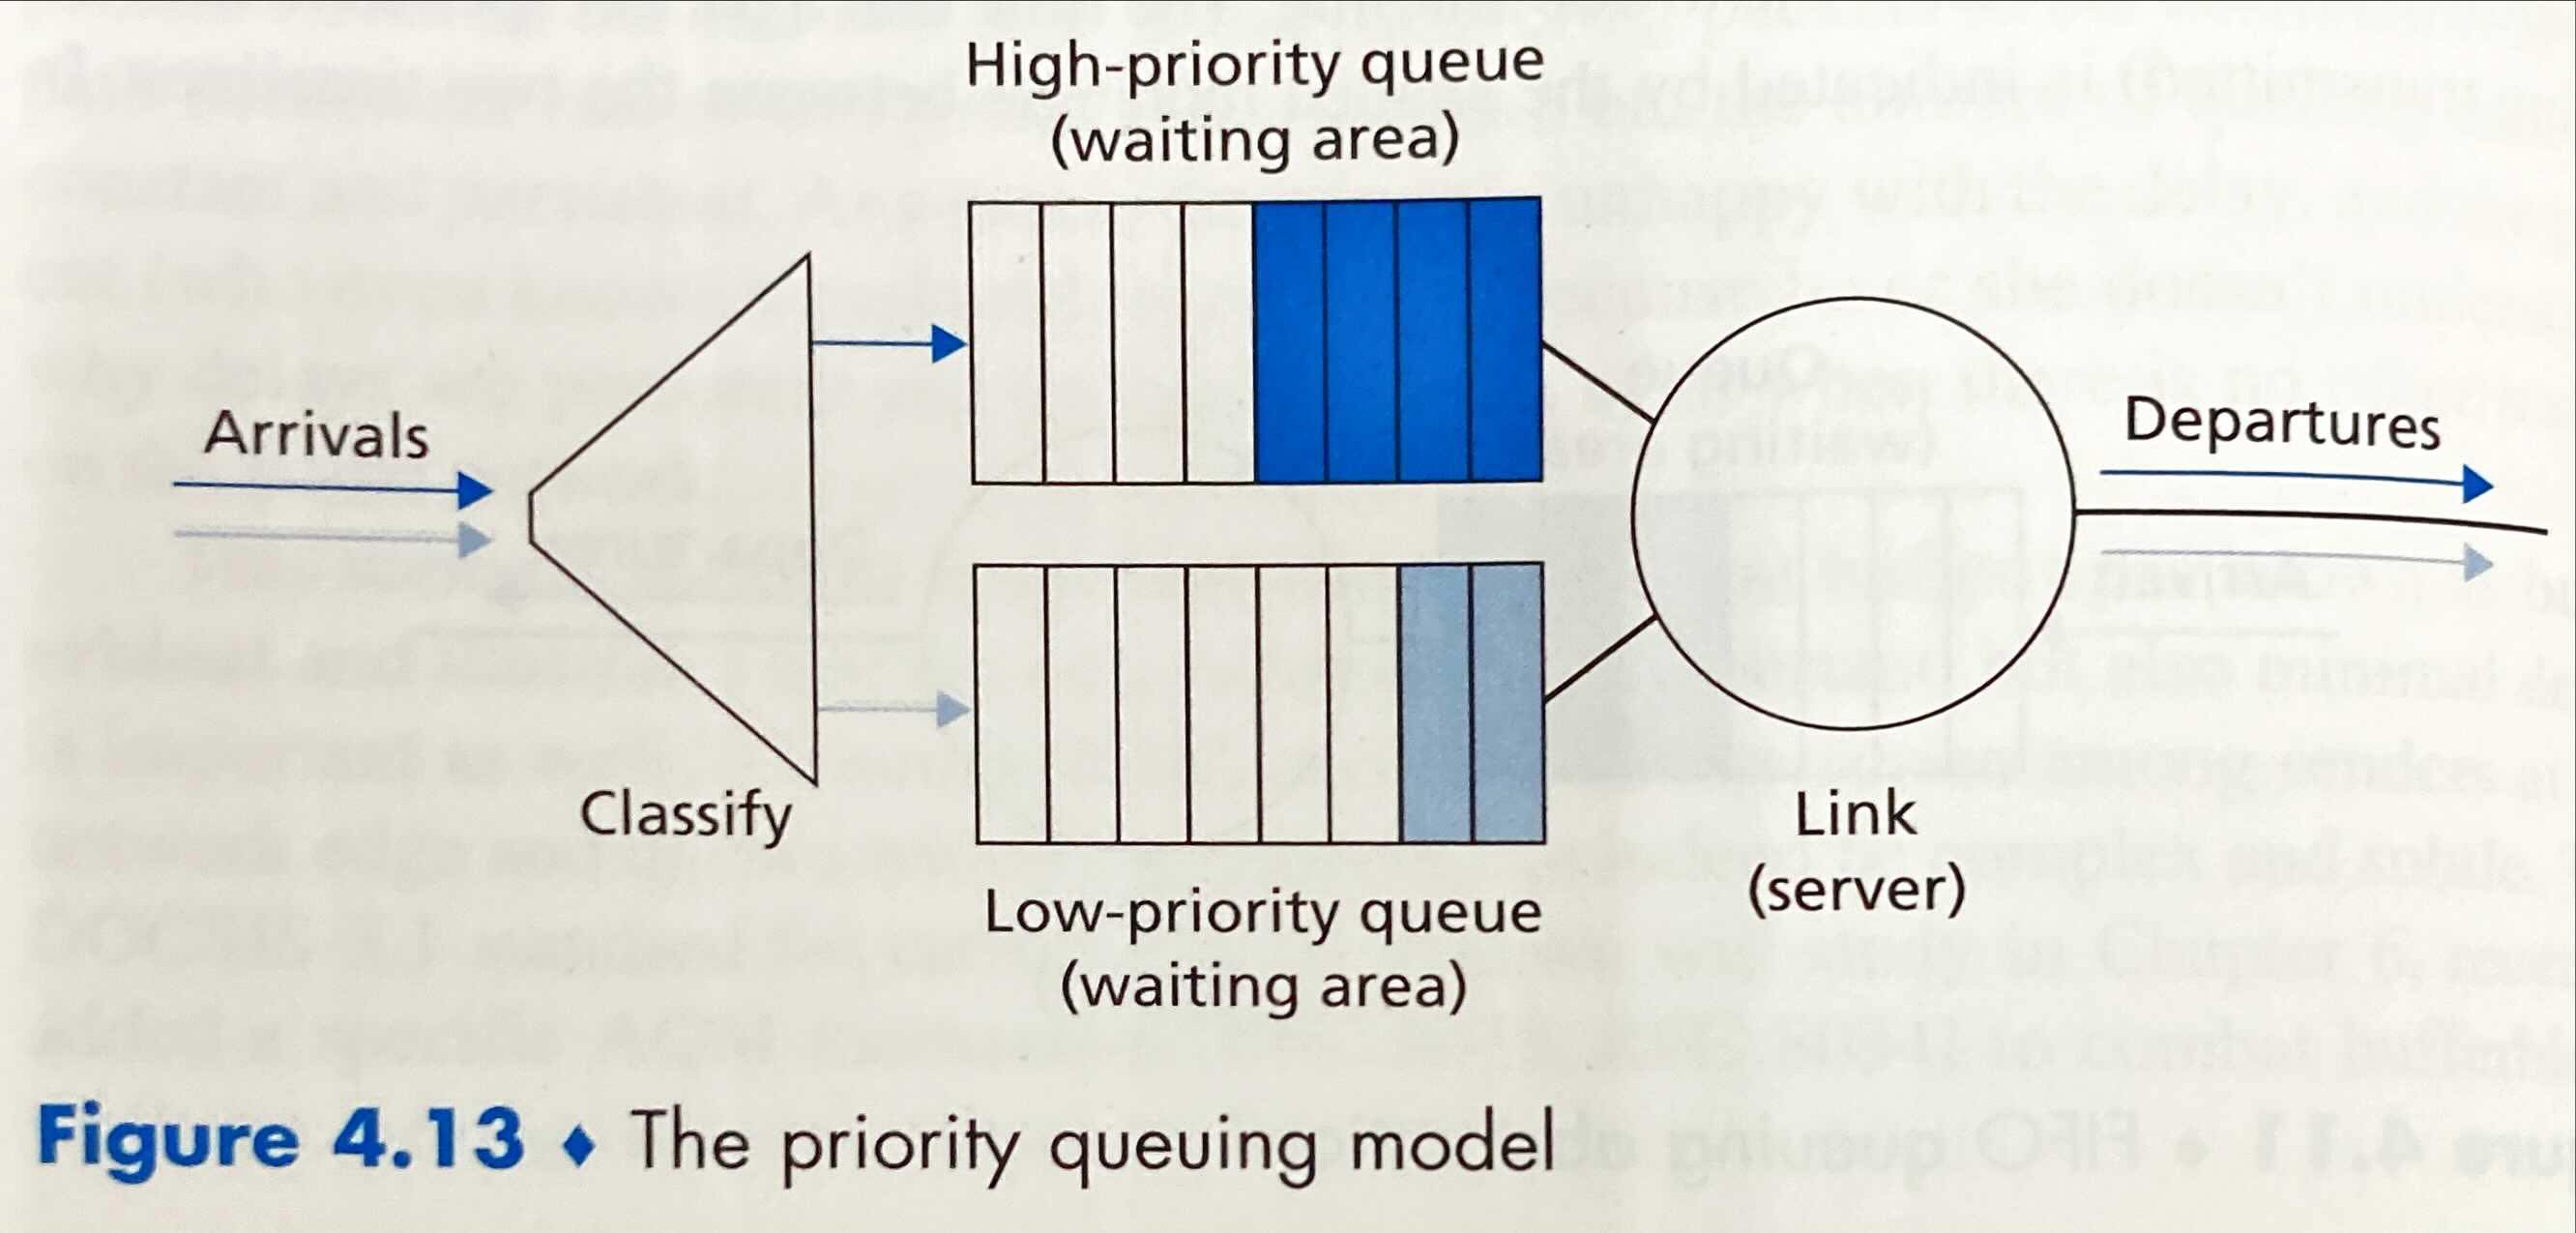 High-priority queue
(waiting area)
Arrivals
Departures
Classify
Link
(server)
Low-priority queue
(waiting area)
Figure 4.13 ♦ The priority queuing model